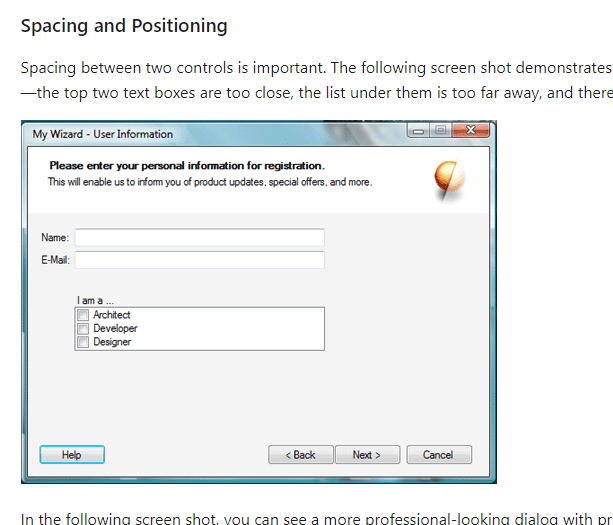 Spacing and Positioning
Spacing between two controls is important. The following screen shot demonstrates
—the top two text boxes are too close, the list under them is too far away, and there
My Wizard - User Information
Please enter your personal information for registration.
This will enable us to inform you of product updates, special offers, and more.
Name:
E-Mail:
I am a ...
Architect
Developer
Designer
Help
< Back
Next >
Cancel
In the following screen shot, you can see a more professional-looking dialog with pr